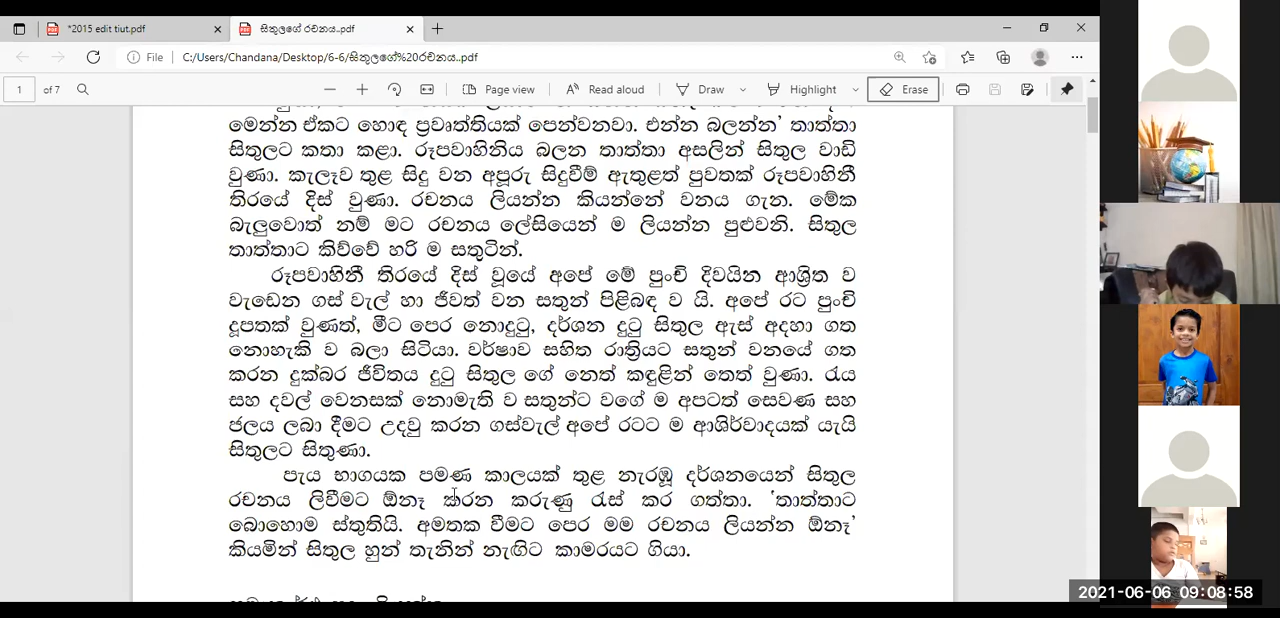 *2015 edit tiut.pdf
සිතුලගේ රචනය..pdf
File C:/Users/Chandana/Desktop/6-6/සිතුලගේ%20රචනය..pdf
1 of 7 Page view Read aloud Draw Highlight Erase
මෙන්න ඒකට හොඳ ප්‍රවෘත්තියක් පෙන්වනවා. එන්න බලන්න' තාත්තා
සිතුලට කතා කළා. රූපවාහිනිය බලන තාත්තා අසලින් සිතුල වාඩි
වුණා. කැලෑව තුළ සිදු වන අපූරු සිදුවීම් ඇතුළත් පුවතක් රූපවාහිනී
තිරයේ දිස් වුණා. රචනය ලියන්න කියන්නේ වනය ගැන. මේක
බැලුවොත් නම් මට රචනය ලේසියෙන් ම ලියන්න පුළුවනි. සිතුල
තාත්තාට කිව්වේ හරි ම සතුටින්.
රූපවාහිනී තිරයේ දිස් වූයේ අපේ මේ පුංචි දිවයින ආශ්‍රිත ව
වැඩෙන ගස් වැල් හා ජීවත් වන සතුන් පිළිබඳ ව යි. අපේ රට පුංචි
දූපතක් වුණත්, මීට පෙර නොදුටු, දර්ශන දුටු සිතුල ඇස් අදහා ගත
නොහැකි ව බලා සිටියා. වර්ෂාව සහිත රාත්‍රියට සතුන් වනයේ ගත
කරන දුක්බර ජීවිතය දුටු සිතුල ගේ නෙත් කඳුළින් තෙත් වුණා. රැය
සහ දවල් වෙනසක් නොමැති ව සතුන්ට වගේ ම අපටත් සෙවණ සහ
ජලය ලබා දීමට උදවු කරන ගස්වැල් අපේ රටට ම ආශිර්වාදයක් යැයි
සිතුලට සිතුණා.
පැය භාගයක පමණ කාලයක් තුළ නැරඹූ දර්ශනයෙන් සිතුල
රචනය ලිවීමට ඕනෑ කරන කරුණු රැස් කර ගත්තා. 'තාත්තාට
බොහොම ස්තූතියි. අමතක වීමට පෙර මම රචනය ලියන්න ඕනෑ'
කියමින් සිතුල හුන් තැනින් නැඟිට කාමරයට ගියා.
2021-06-06 09:08:58